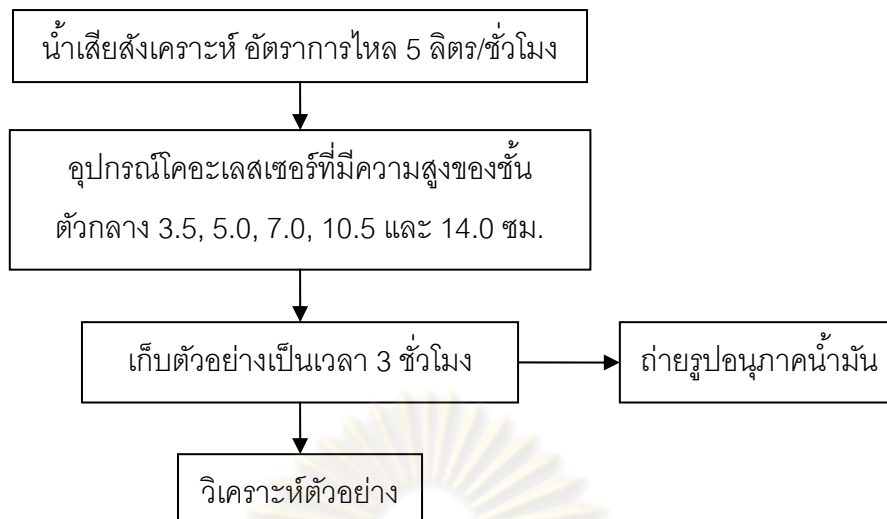 น้ำเสียสังเคราะห์ อัตราการไหล 5 ลิตร/ชั่วโมง
อุปกรณ์โคอะเลสเซอร์ที่มีความสูงของชั้น
ตัวกลาง 3.5, 5.0, 7.0, 10.5 และ 14.0 ซม.
เก็บตัวอย่างเป็นเวลา 3 ชั่วโมง
ถ่ายรูปอนุภาคน้ำมัน
วิเคราะห์ตัวอย่าง